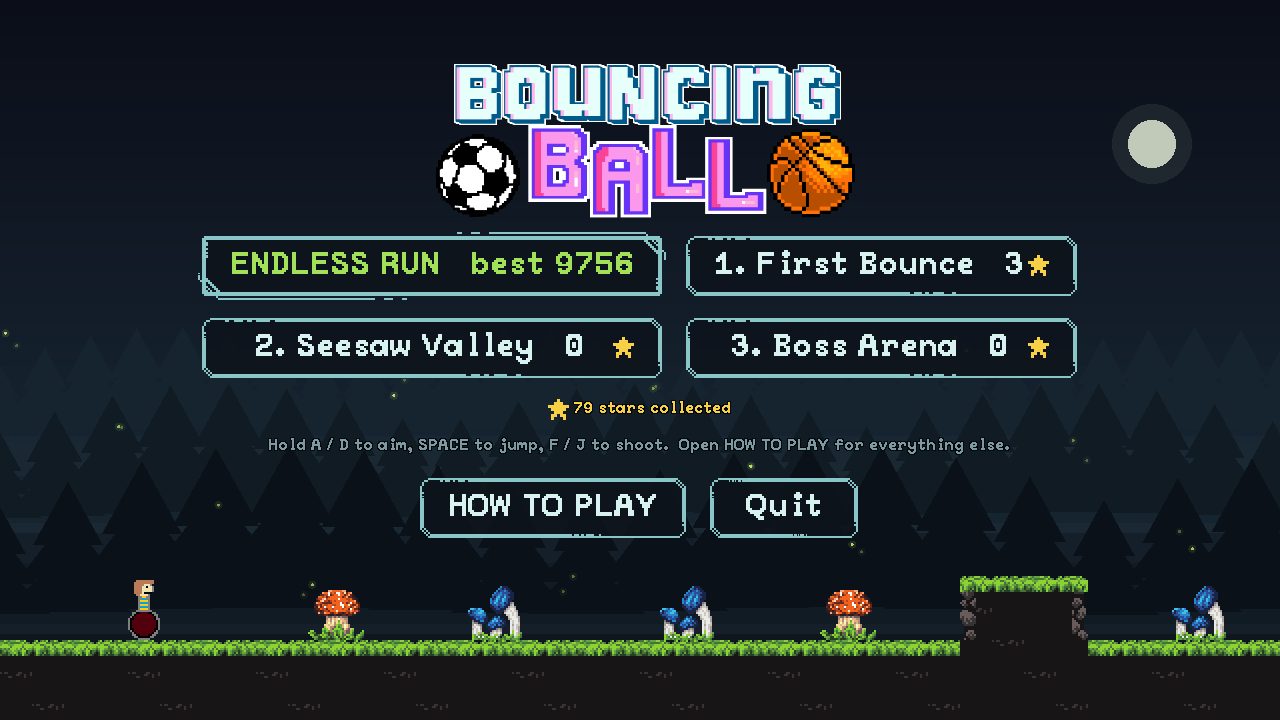 BOUNCING
BALL
ENDLESS RUN best 9756
1. First Bounce 3
2. Seesaw Valley 0
3. Boss Arena 0
79 stars collected
Hold A / D to aim, SPACE to jump, F / J to shoot. Open HOW TO PLAY for everything else.
HOW TO PLAY
Quit